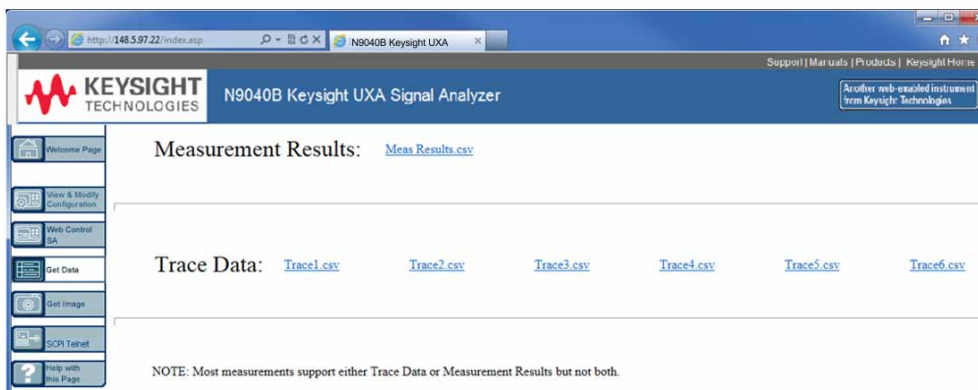 http://148.5.97.22/index.asp
N9040B Keysight UXA
Support | Manuals | Products | Keysight Home
KEYSIGHT
TECHNOLOGIES
N9040B Keysight UXA Signal Analyzer
Another web-enabled instrument
from Keysight Technologies
Welcome Page
Measurement Results: Meas Results.csv
View & Modify
Configuration
Web Control
SA
Get Data
Trace Data: Trace1.csv Trace2.csv Trace3.csv Trace4.csv Trace5.csv Trace6.csv
Get Image
SCPI Telnet
Help with
this Page
NOTE: Most measurements support either Trace Data or Measurement Results but not both.